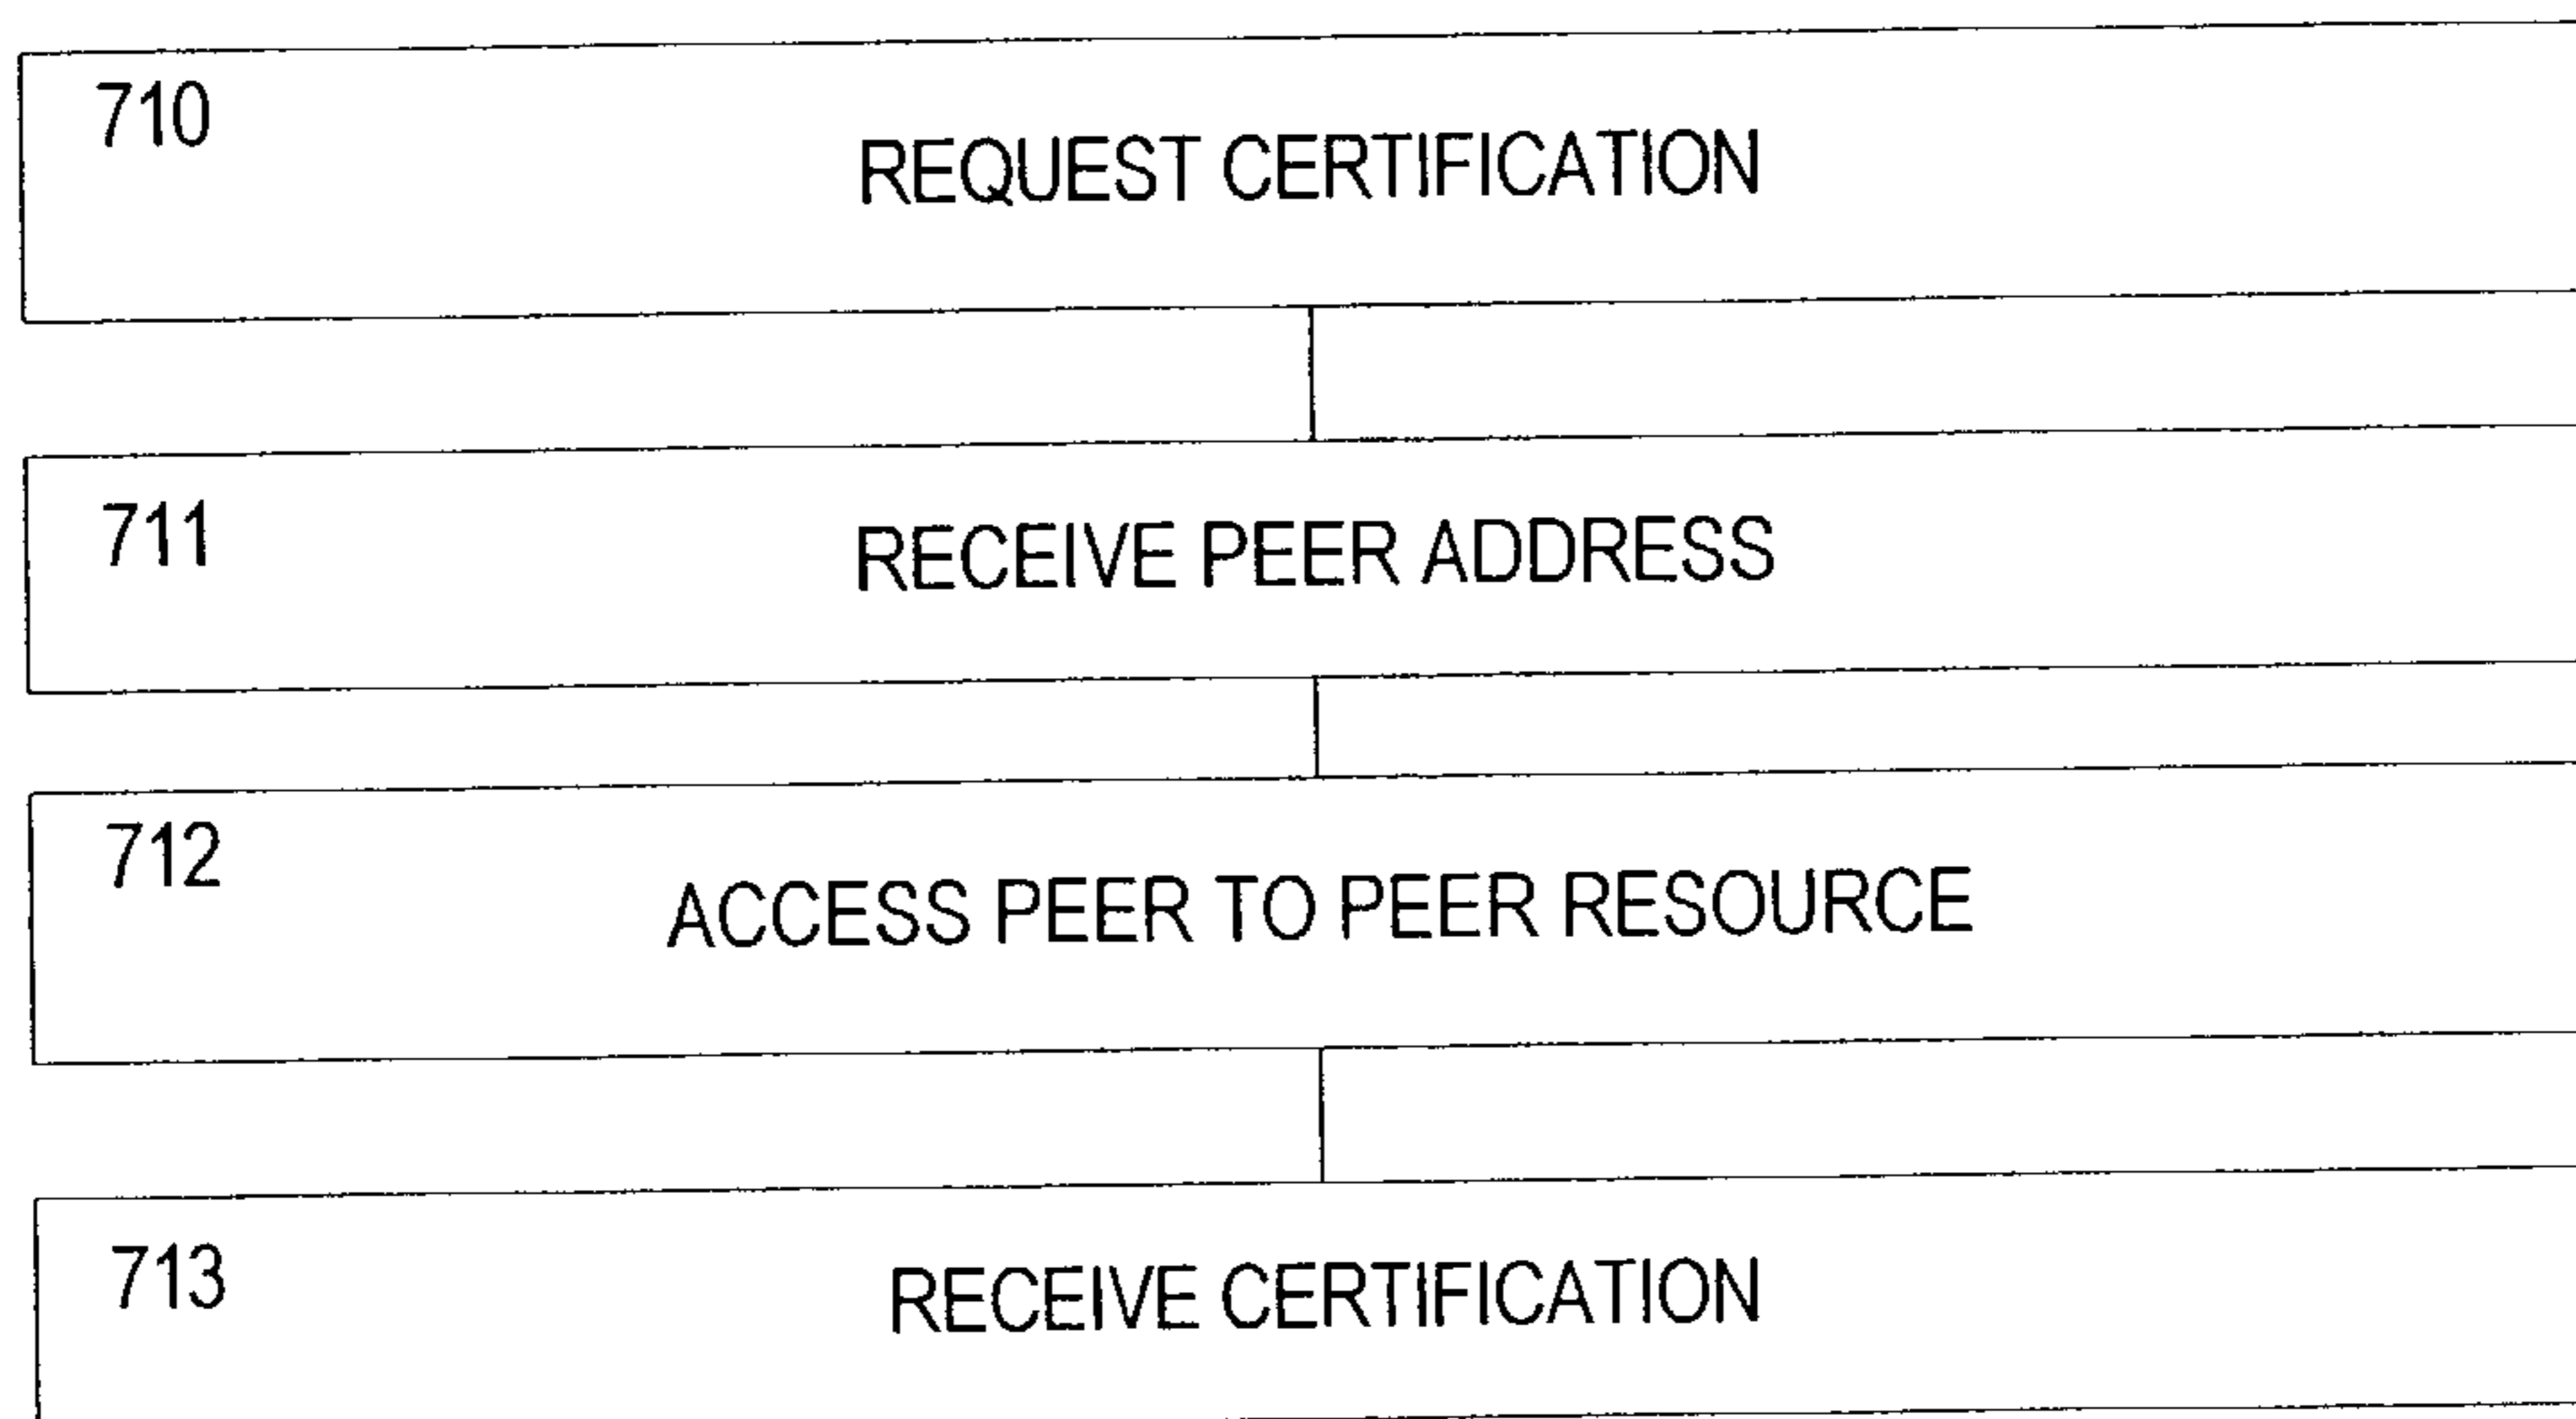 710
REQUEST CERTIFICATION
711
RECEIVE PEER ADDRESS
712
ACCESS PEER TO PEER RESOURCE
713
RECEIVE CERTIFICATION